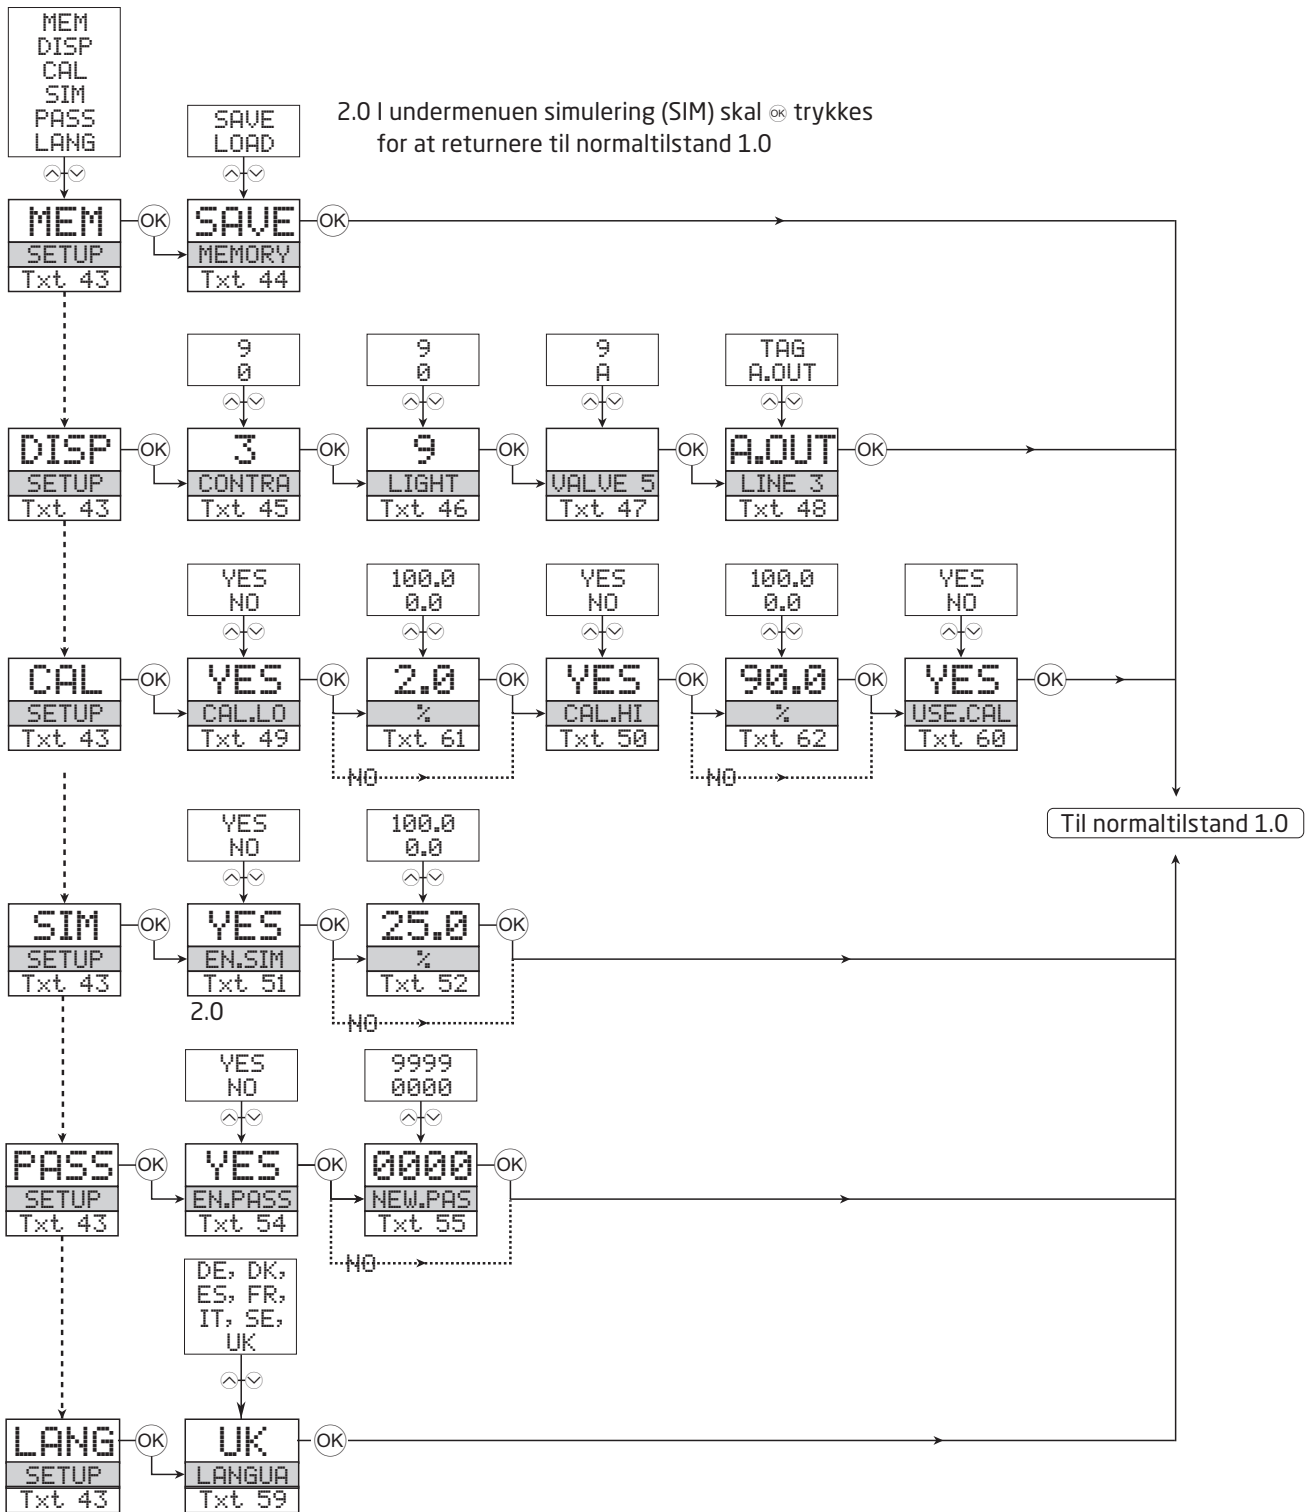 MEM
DISP
CAL
SIM
PASS
LANG
2.0 I undermenuen simulering (SIM) skal OK trykkes
for at returnere til normaltilstand 1.0
SAVE
LOAD
MEM
SETUP
Txt 43
OK
SAVE
MEMORY
Txt 44
OK
9
0
9
0
9
A
TAG
A.OUT
DISP
SETUP
Txt 43
OK
3
CONTRA
Txt 45
OK
9
LIGHT
Txt 46
OK
VALVE 5
Txt 47
OK
A.OUT
LINE 3
Txt 48
OK
YES
NO
100.0
0.0
YES
NO
100.0
0.0
YES
NO
CAL
SETUP
Txt 43
OK
YES
CAL.LO
Txt 49
OK
2.0
%
Txt 61
OK
YES
CAL.HI
Txt 50
OK
90.0
%
Txt 62
OK
YES
USE.CAL
Txt 60
OK
NO
NO
Til normaltilstand 1.0
YES
NO
100.0
0.0
SIM
SETUP
Txt 43
OK
YES
EN.SIM
Txt 51
2.0
OK
25.0
%
Txt 52
OK
NO
YES
NO
9999
0000
PASS
SETUP
Txt 43
OK
YES
EN.PASS
Txt 54
OK
0000
NEW.PAS
Txt 55
OK
NO
DE, DK,
ES, FR,
IT, SE,
UK
LANG
SETUP
Txt 43
OK
UK
LANGUA
Txt 59
OK